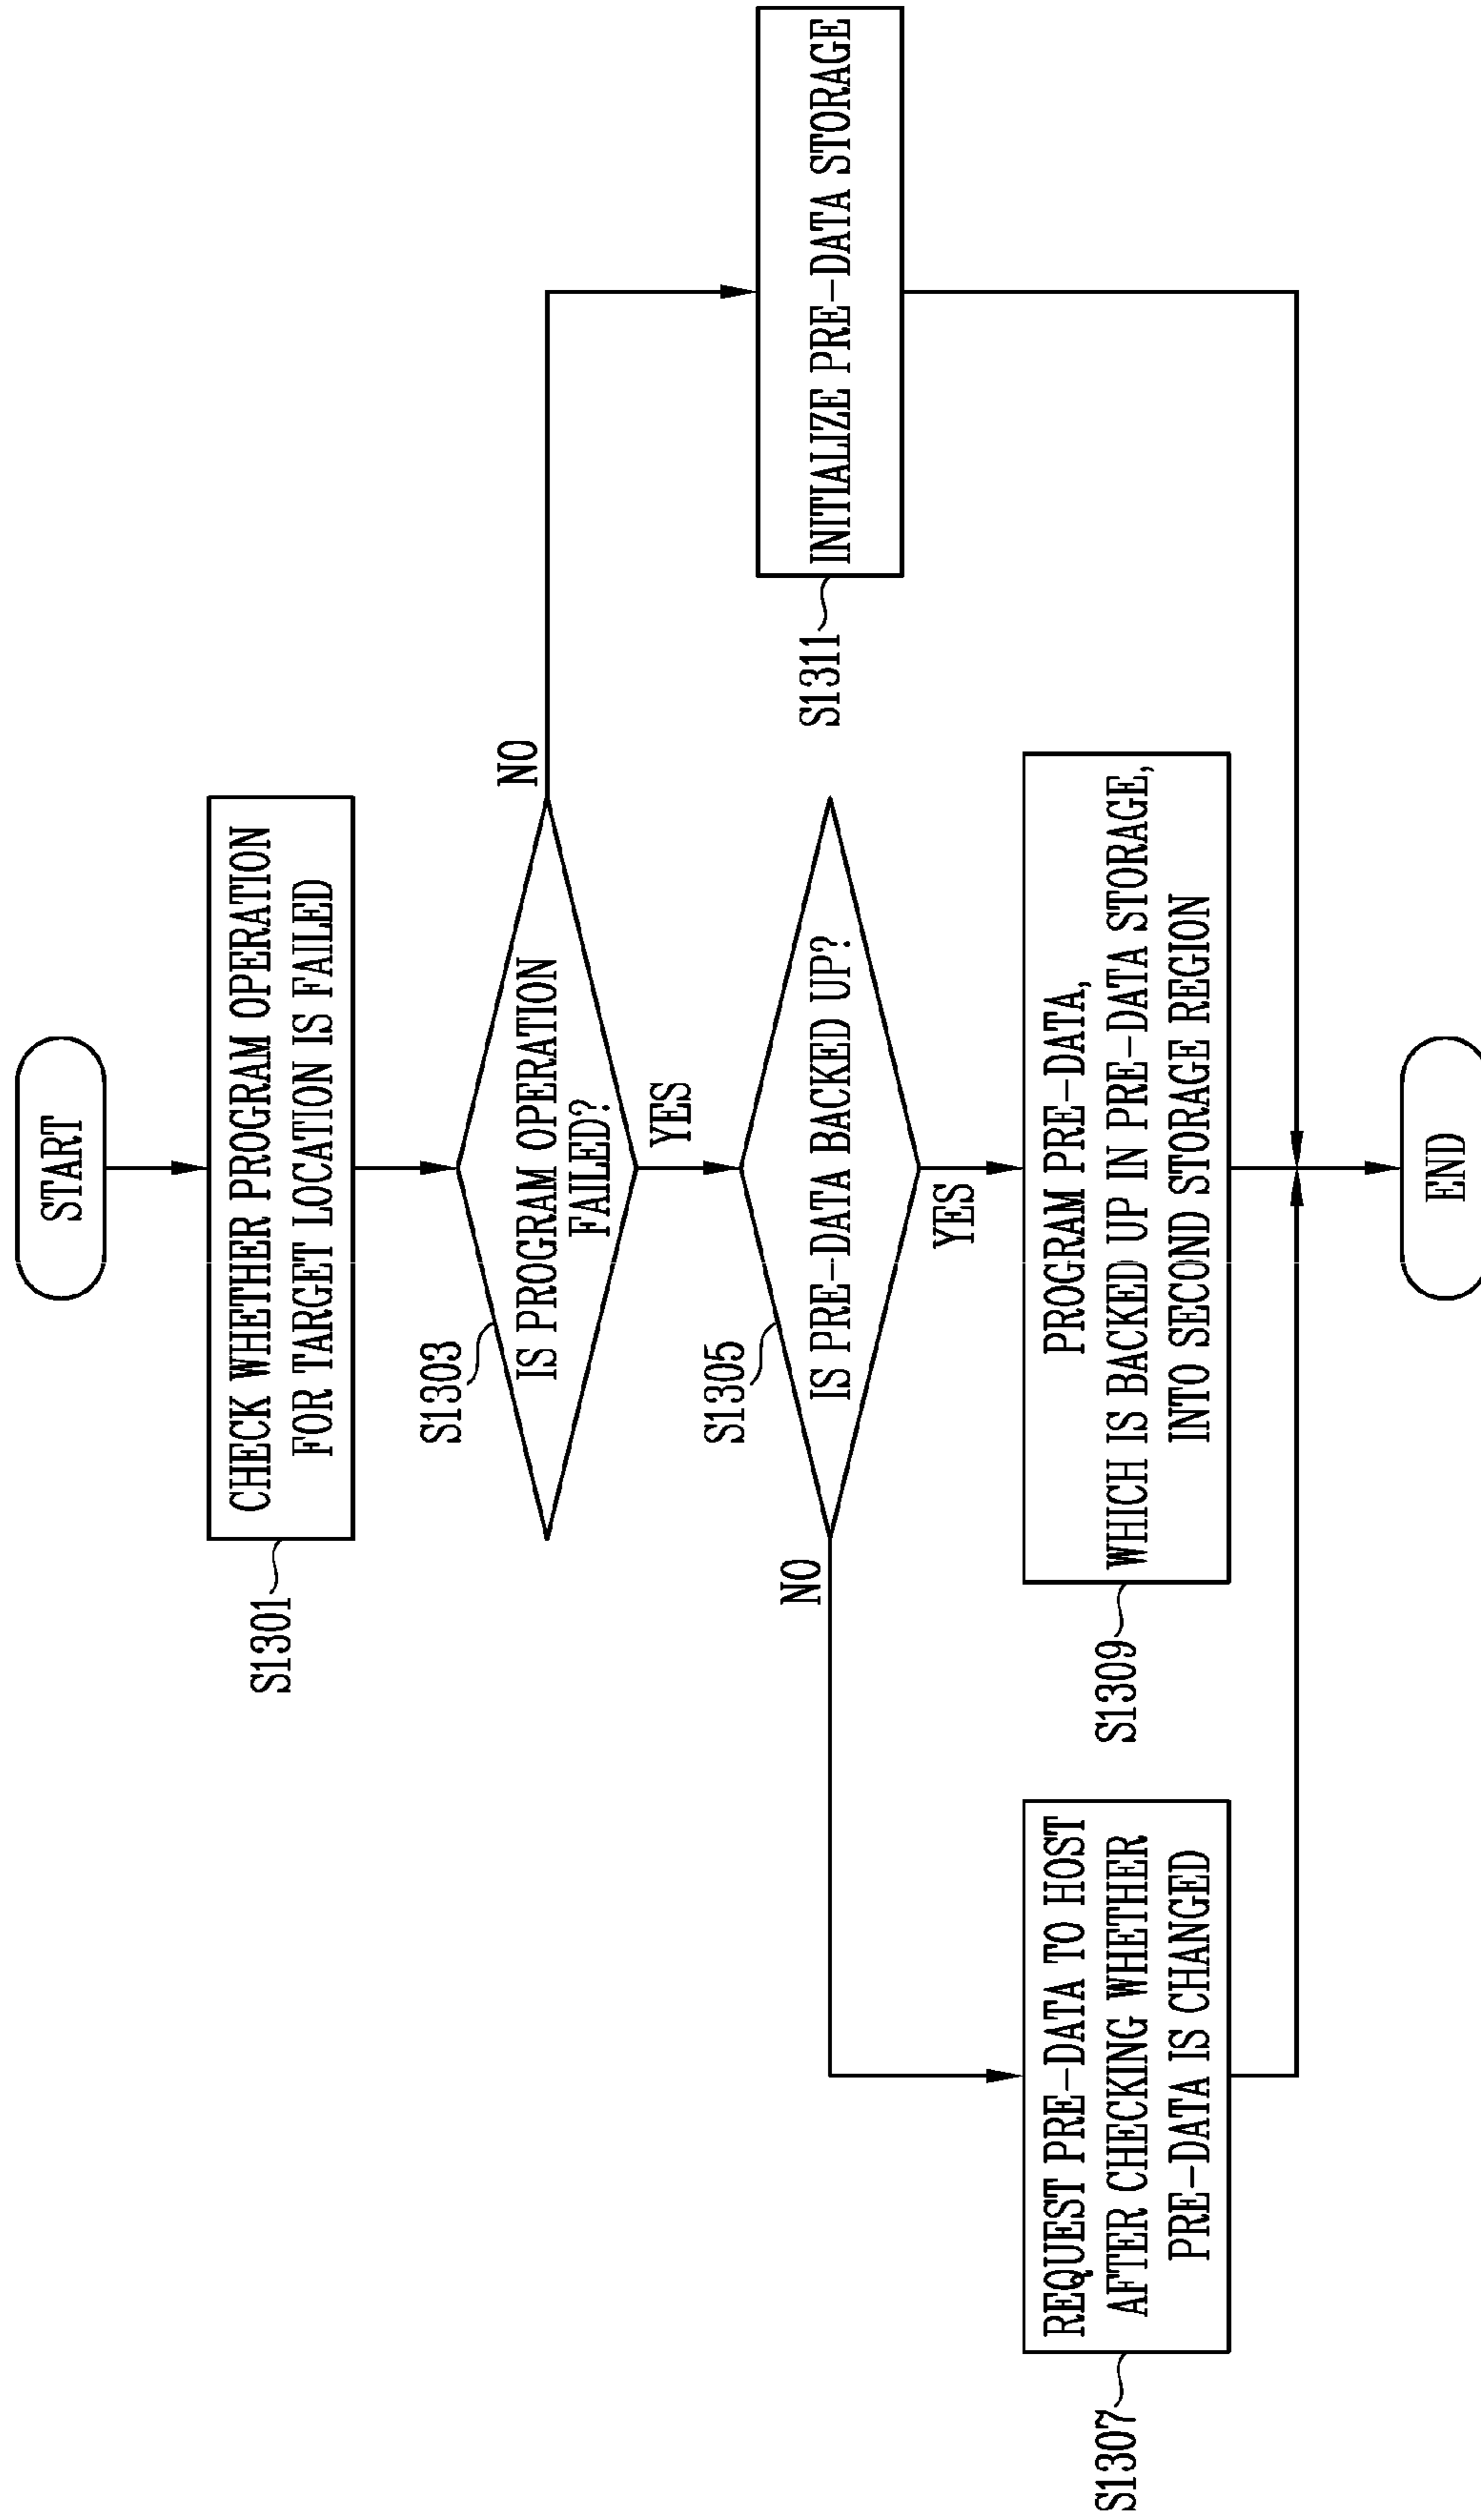 START
S1301
CHECK WHETHER PROGRAM OPERATION
FOR TARGET LOCATION IS FAILED
S1303
IS PROGRAM OPERATION
FAILED?
NO
YES
S1305
IS PRE-DATA BACKED UP?
NO
YES
S1311
INITIALIZE PRE-DATA STORAGE
S1307
REQUEST PRE-DATA TO HOST
AFTER CHECKING WHETHER
PRE-DATA IS CHANGED
S1309
PROGRAM PRE-DATA,
WHICH IS BACKED UP IN PRE-DATA STORAGE,
INTO SECOND STORAGE REGION
END